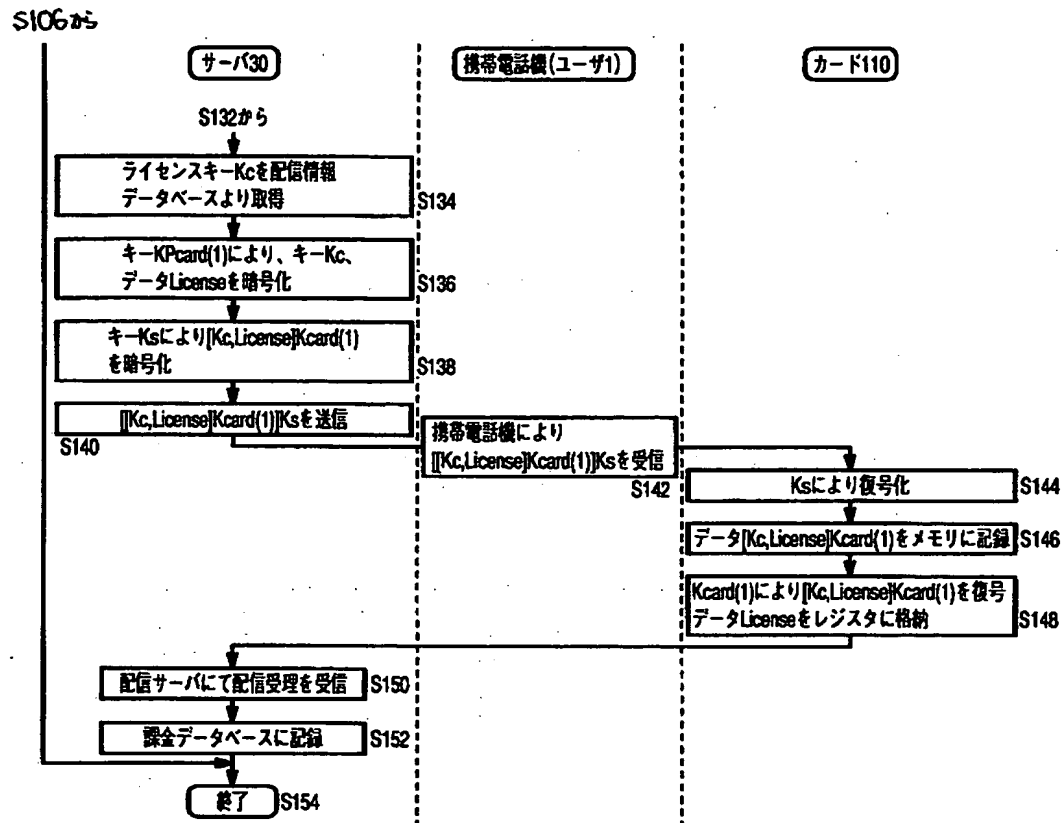 S106から
サーバ30
携帯電話機(ユーザ1)
カード110
S132から
ライセンスキーKcを配信情報
データベースより取得
S134
キーKPcard(1)により、キーKc、
データLicenseを暗号化
S136
キーKsにより[Kc,License]Kcard(1)
を暗号化
S138
[[Kc,License]Kcard(1)]Ksを送信
S140
携帯電話機により
[[Kc,License]Kcard(1)]Ksを受信
S142
Ksにより復号化
S144
データ[Kc,License]Kcard(1)をメモリに記録
S146
Kcard(1)により[Kc,License]Kcard(1)を復号
データLicenseをレジスタに格納
S148
配信サーバにて配信受理を受信
S150
課金データベースに記録
S152
終了
S154